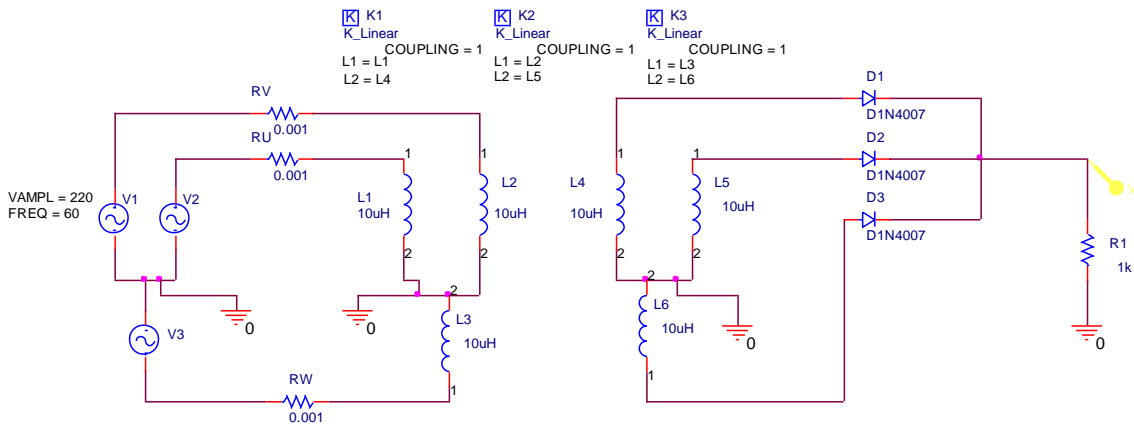 K K1
K_Linear
COUPLING = 1
L1 = L1
L2 = L4
K K2
K_Linear
COUPLING = 1
L1 = L2
L2 = L5
K K3
K_Linear
COUPLING = 1
L1 = L3
L2 = L6
RV
0.001
RU
0.001
VAMPL = 220
FREQ = 60
V1
V2
1
L1
10uH
2
1
L2
10uH
2
0
0
V3
2
L3
10uH
1
RW
0.001
1
L4
10uH
2
1
L5
10uH
2
2
L6
10uH
1
0
D1
D1N4007
D2
D1N4007
D3
D1N4007
V
R1
1k
0